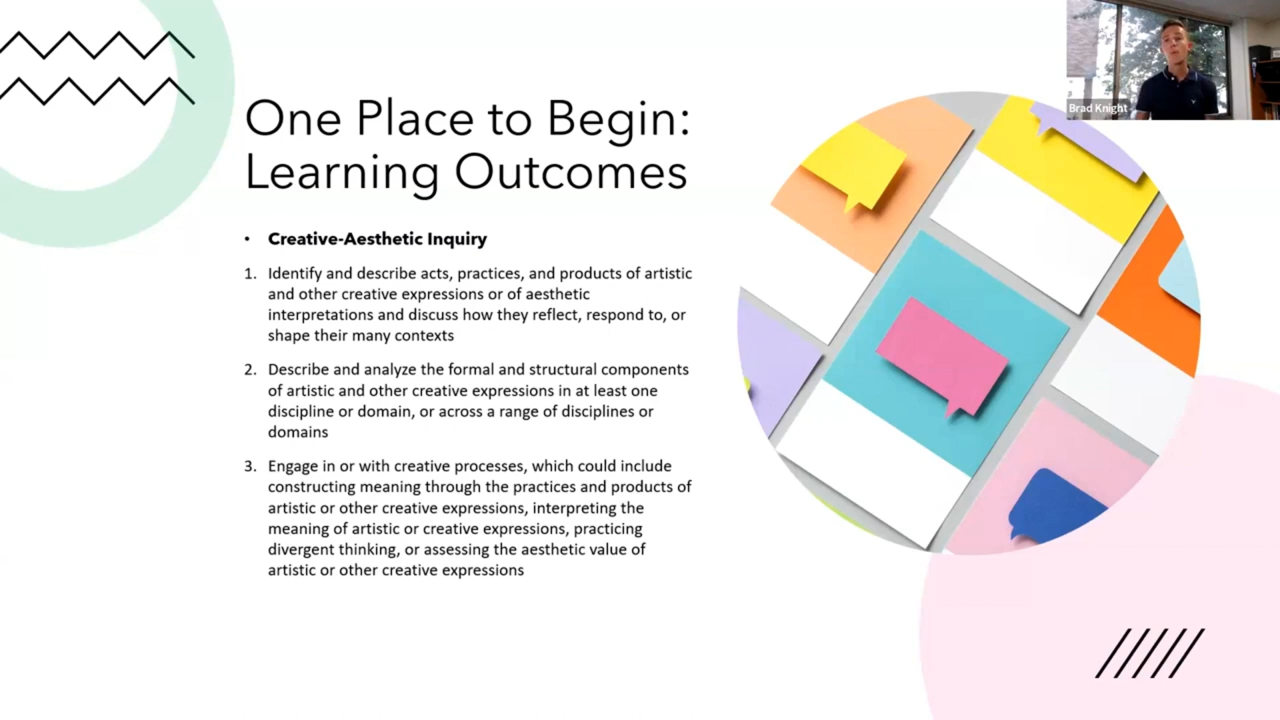 Brad Knight
One Place to Begin:
Learning Outcomes
• Creative-Aesthetic Inquiry
1. Identify and describe acts, practices, and products of artistic
and other creative expressions or of aesthetic
interpretations and discuss how they reflect, respond to, or
shape their many contexts
2. Describe and analyze the formal and structural components
of artistic and other creative expressions in at least one
discipline or domain, or across a range of disciplines or
domains
3. Engage in or with creative processes, which could include
constructing meaning through the practices and products of
artistic or other creative expressions, interpreting the
meaning of artistic or creative expressions, practicing
divergent thinking, or assessing the aesthetic value of
artistic or other creative expressions